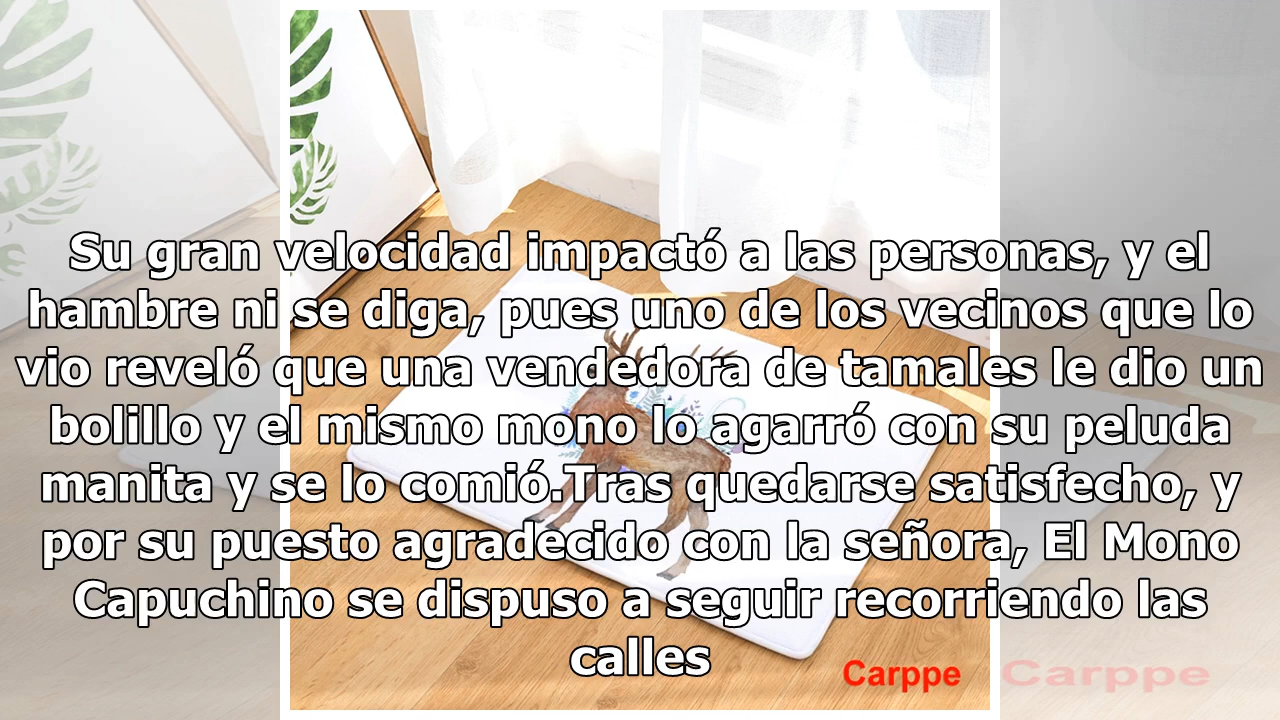 Su gran velocidad impactó a las personas, y el
hambre ni se diga, pues uno de los vecinos que lo
vio reveló que una vendedora de tamales le dio un
bolillo y el mismo mono lo agarró con su peluda
manita y se lo comió.Tras quedarse satisfecho, y
por su puesto agradecido con la señora, El Mono
Capuchino se dispuso a seguir recorriendo las
calles
Carppe Carppe